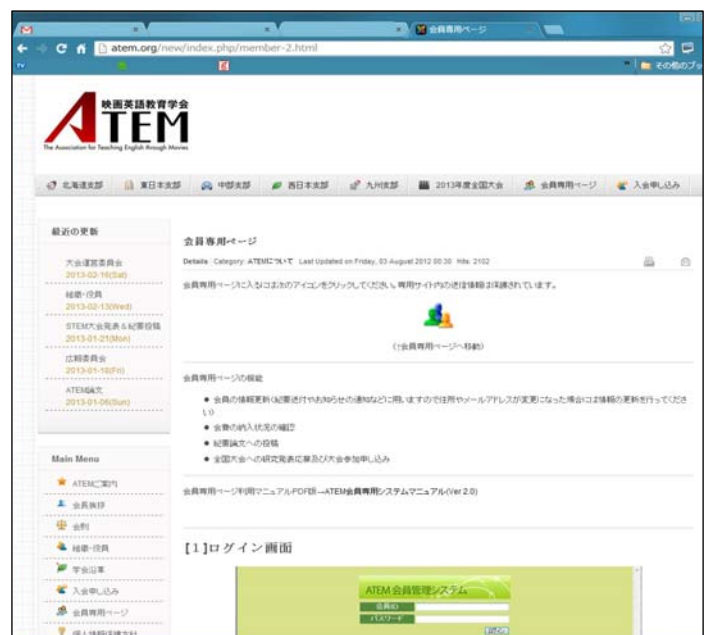 会員専用ページ
atem.org/new/index.php/member-2.html
その他のブッ
映画英語教育学会
ATEM
The Association for Teaching English through Movies
北海道支部
東日本支部
中部支部
西日本支部
九州支部
2013年度全国大会
会員専用ページ
入会申し込み
最近の更新
大会運営委員会
2013-02-16(Sat)
組織・役員
2013-02-13(Wed)
STEM大会発表&紀要投稿
2013-01-21(Mon)
広報委員会
2013-01-18(Fri)
ATEM論文
2013-01-06(Sun)
Main Menu
ATEMご案内
会長挨拶
会則
組織・役員
学会沿革
入会申し込み
会員専用ページ
個人情報保護方針
会員専用ページ
Details Category: ATEMについて Last Updated on Friday, 03 August 2012 00:30 Hits: 2102
会員専用ページに入るには次のアイコンをクリックしてください。専用サイト内の送信情報は保護されています。
(↑会員専用ページへ移動)
会員専用ページの機能
● 会員の情報更新(紀要送付やお知らせの通知などに用いますので住所やメールアドレスが変更になった場合には情報の更新を行ってください)
● 会費の納入状況の確認
● 紀要論文への投稿
● 全国大会への研究発表応募及び大会参加申し込み
会員専用ページ利用マニュアルPDF版→ATEM会員専用システムマニュアル(Ver 2.0)
[1]ログイン画面
ATEM 会員管理システム
会員ID
パスワード